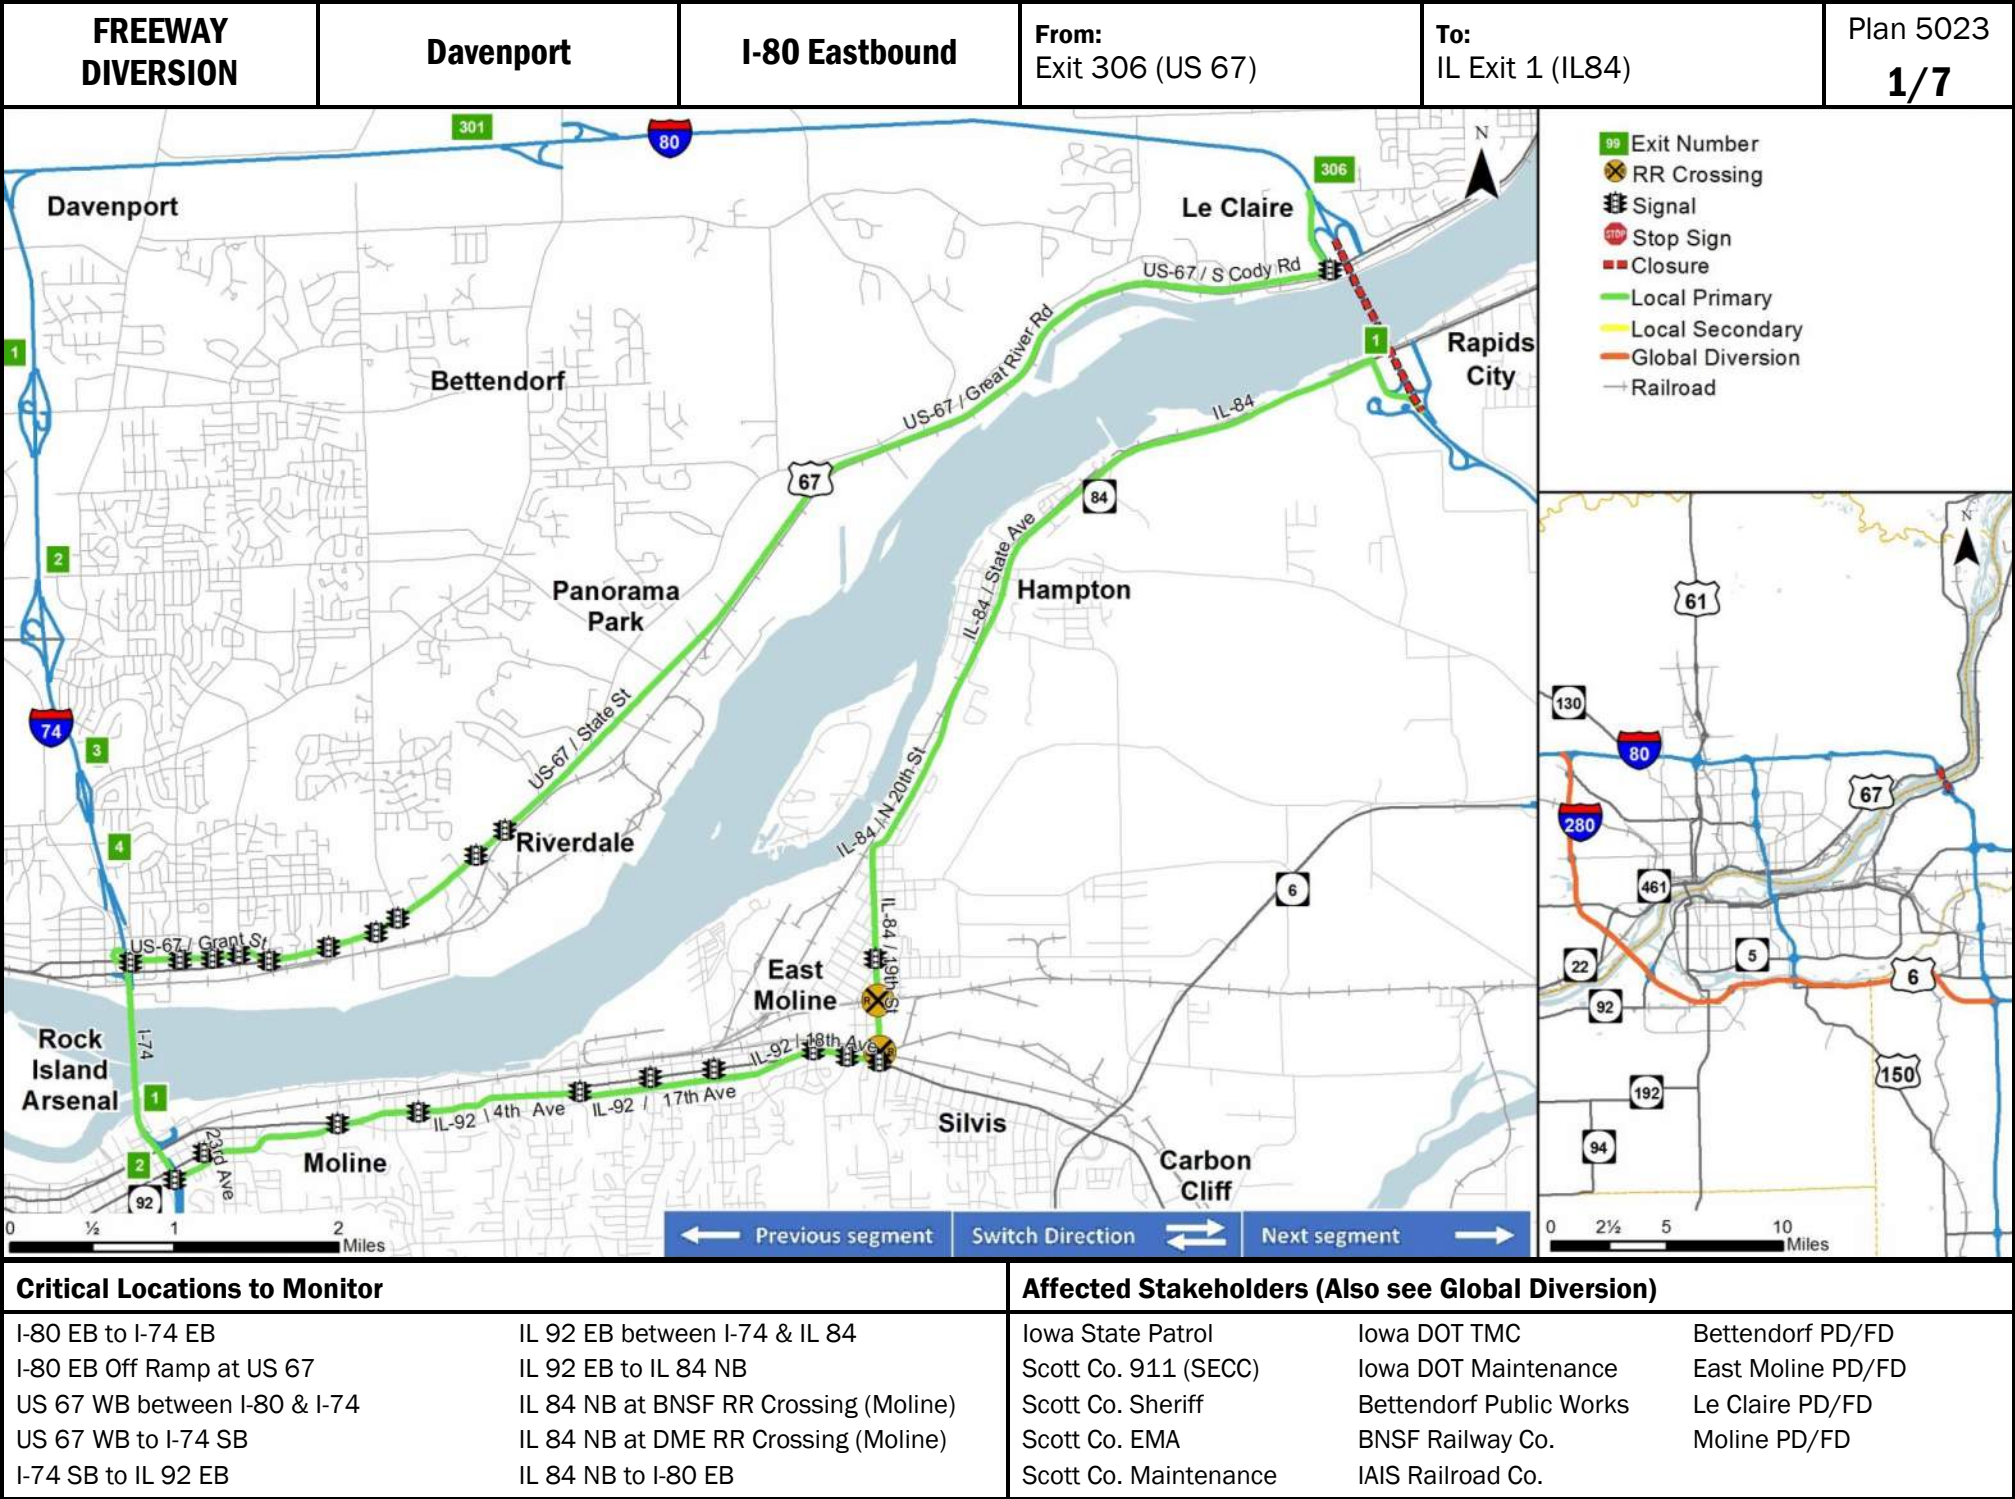 FREEWAY
DIVERSION
Davenport
I-80 Eastbound
From:
Exit 306 (US 67)
To:
IL Exit 1 (IL84)
Plan 5023
1/7
301
80
306
N
Davenport
Le Claire
US-67 / S Cody Rd
1
1
Rapids
City
US-67 / Great River Rd
Bettendorf
IL-84
67
84
2
IL-84 / State Ave
Panorama
Park
Hampton
US-67 / State St
74
3
IL-84 / N 20th St
4
Riverdale
6
IL-84 / 19th St
US-67 / Grant St
East
Moline
R
Rock
Island
Arsenal
I-74
IL-92 / 18th Ave
1
IL-92 / 4th Ave
IL-92 / 17th Ave
Silvis
23rd Ave
2
Moline
Carbon
Cliff
92
0 ½ 1 2
Miles
Previous segment
Switch Direction
Next segment
99 Exit Number
RR Crossing
Signal
STOP Stop Sign
Closure
Local Primary
Local Secondary
Global Diversion
Railroad
N
61
130
80
67
280
461
5
22
6
92
150
192
94
0 2½ 5 10
Miles
Critical Locations to Monitor
I-80 EB to I-74 EB
I-80 EB Off Ramp at US 67
US 67 WB between I-80 & I-74
US 67 WB to I-74 SB
I-74 SB to IL 92 EB
IL 92 EB between I-74 & IL 84
IL 92 EB to IL 84 NB
IL 84 NB at BNSF RR Crossing (Moline)
IL 84 NB at DME RR Crossing (Moline)
IL 84 NB to I-80 EB
Affected Stakeholders (Also see Global Diversion)
Iowa State Patrol
Scott Co. 911 (SECC)
Scott Co. Sheriff
Scott Co. EMA
Scott Co. Maintenance
Iowa DOT TMC
Iowa DOT Maintenance
Bettendorf Public Works
BNSF Railway Co.
IAIS Railroad Co.
Bettendorf PD/FD
East Moline PD/FD
Le Claire PD/FD
Moline PD/FD